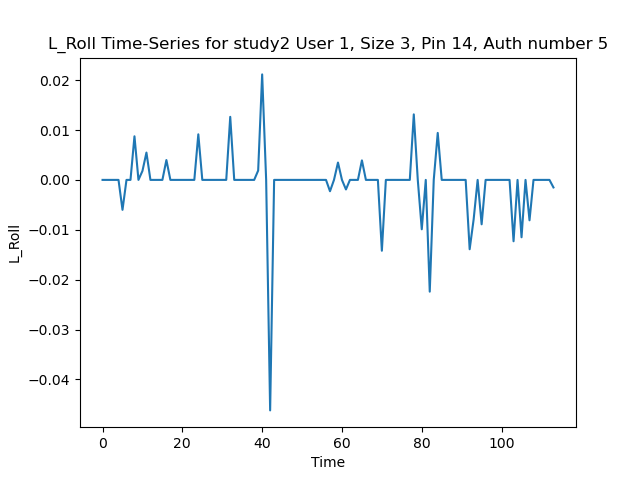 L_Roll Time-Series for study2 User 1, Size 3, Pin 14, Auth number 5
0.02
0.01
0.00
−0.01
−0.02
−0.03
−0.04
L_Roll
0 20 40 60 80 100
Time